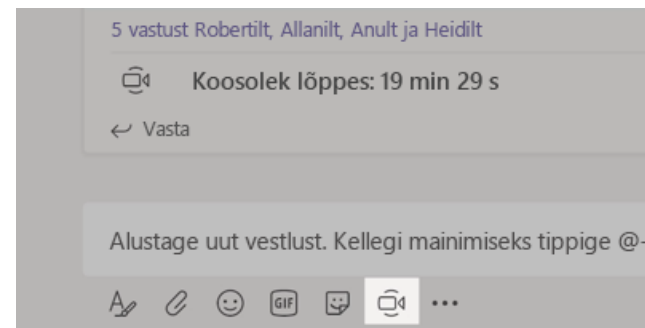 5 vastust Robertilt, Allanilt, Anult ja Heidilt
Koosolek lõppes: 19 min 29 s
Vasta
Alustage uut vestlust. Kellegi mainimiseks tippige @
GIF